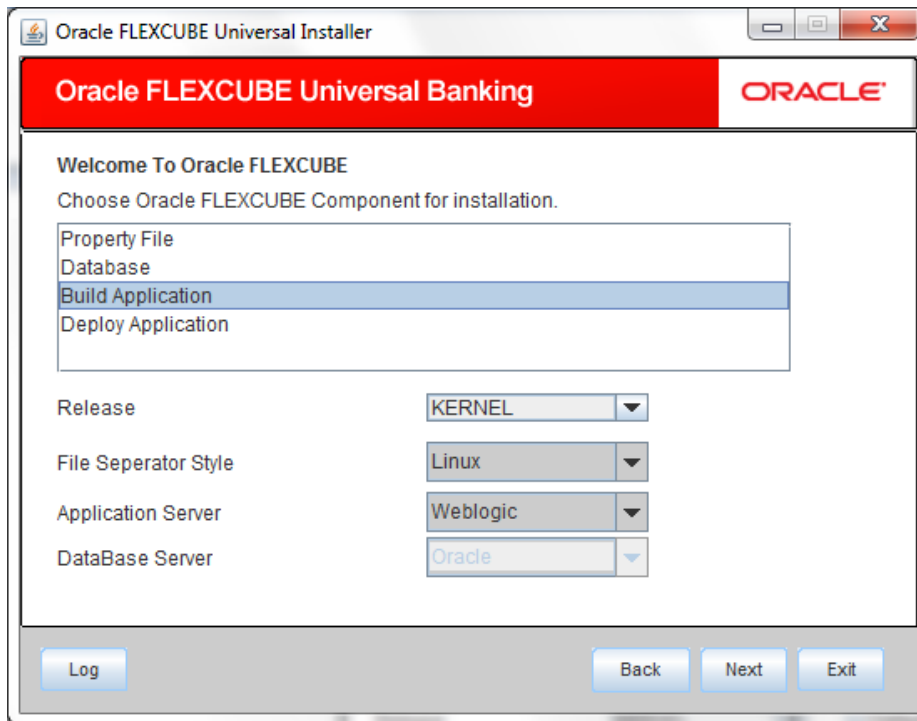 Oracle FLEXCUBE Universal Installer
Oracle FLEXCUBE Universal Banking
ORACLE
Welcome To Oracle FLEXCUBE
Choose Oracle FLEXCUBE Component for installation.
Property File
Database
Build Application
Deploy Application
Release KERNEL
File Seperator Style Linux
Application Server Weblogic
DataBase Server Oracle
Log Back Next Exit